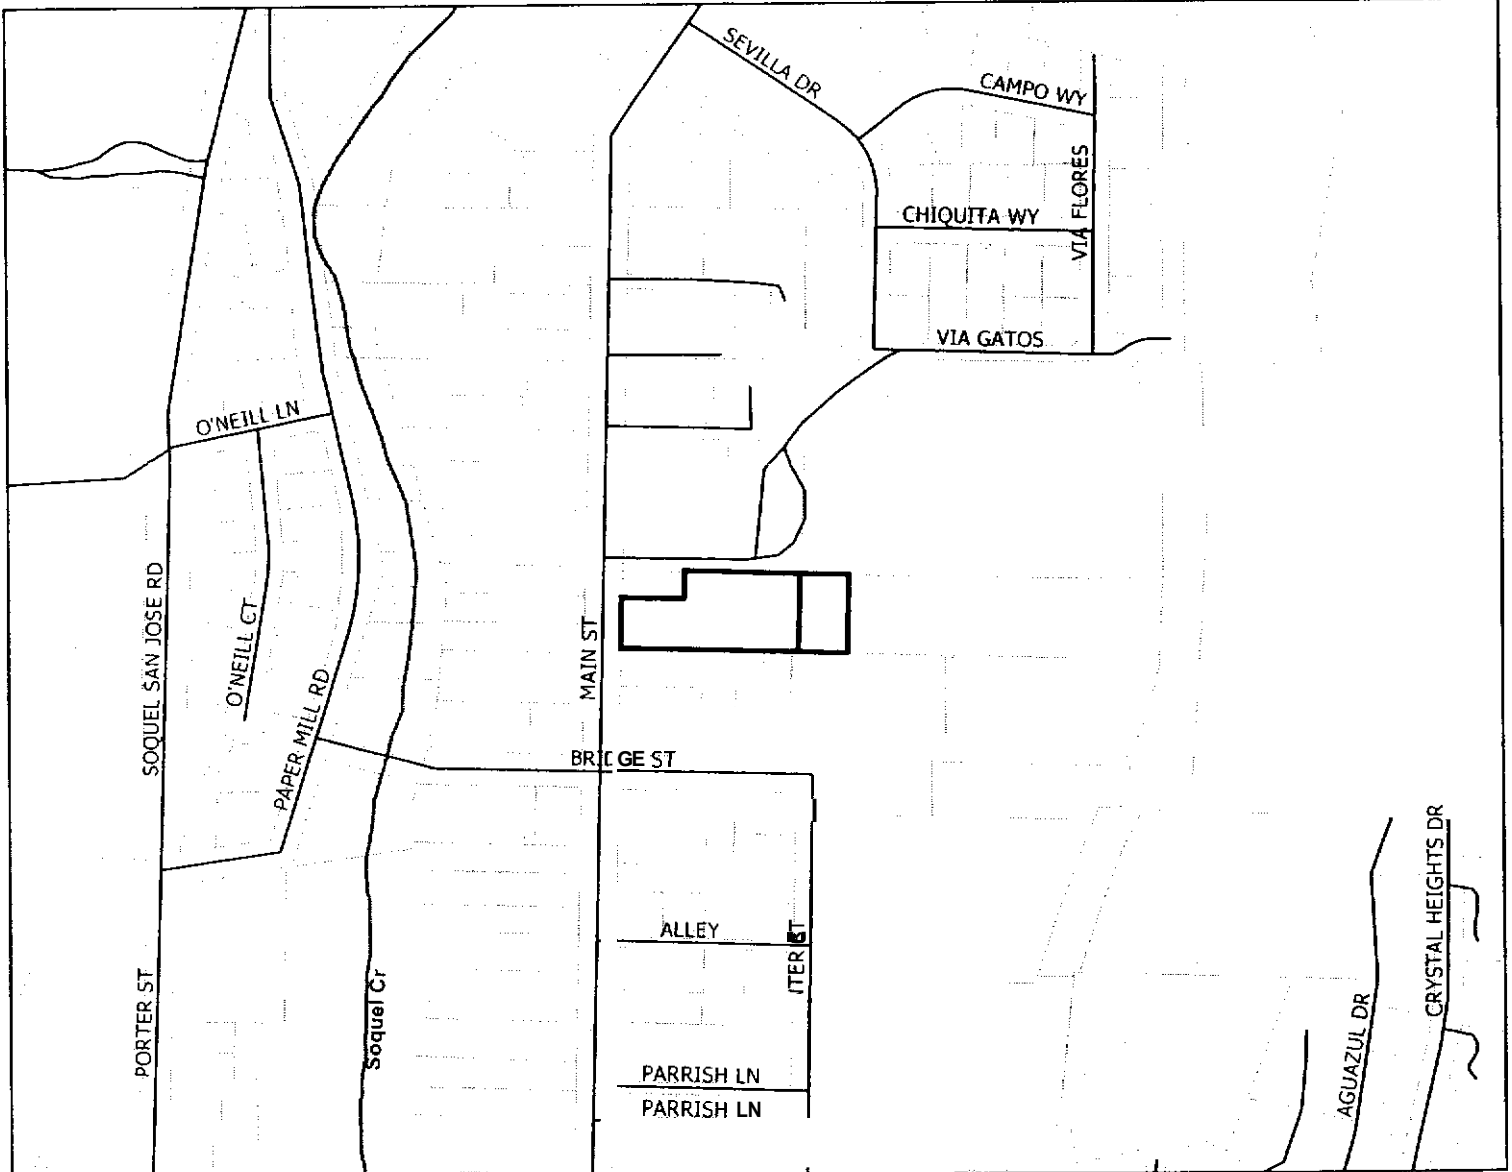 SEVILLA DR
CAMPO WY
VIA FLORES
CHIQUITA WY
VIA GATOS
O'NEILL LN
SOQUEL SAN JOSE RD
O'NEILL CT
PAPER MILL RD
MAIN ST
BRIDGE ST
ALLEY
PORTER ST
Soquel Cr
PARRISH LN
PARRISH LN
AGUAZUL DR
CRYSTAL HEIGHTS DR